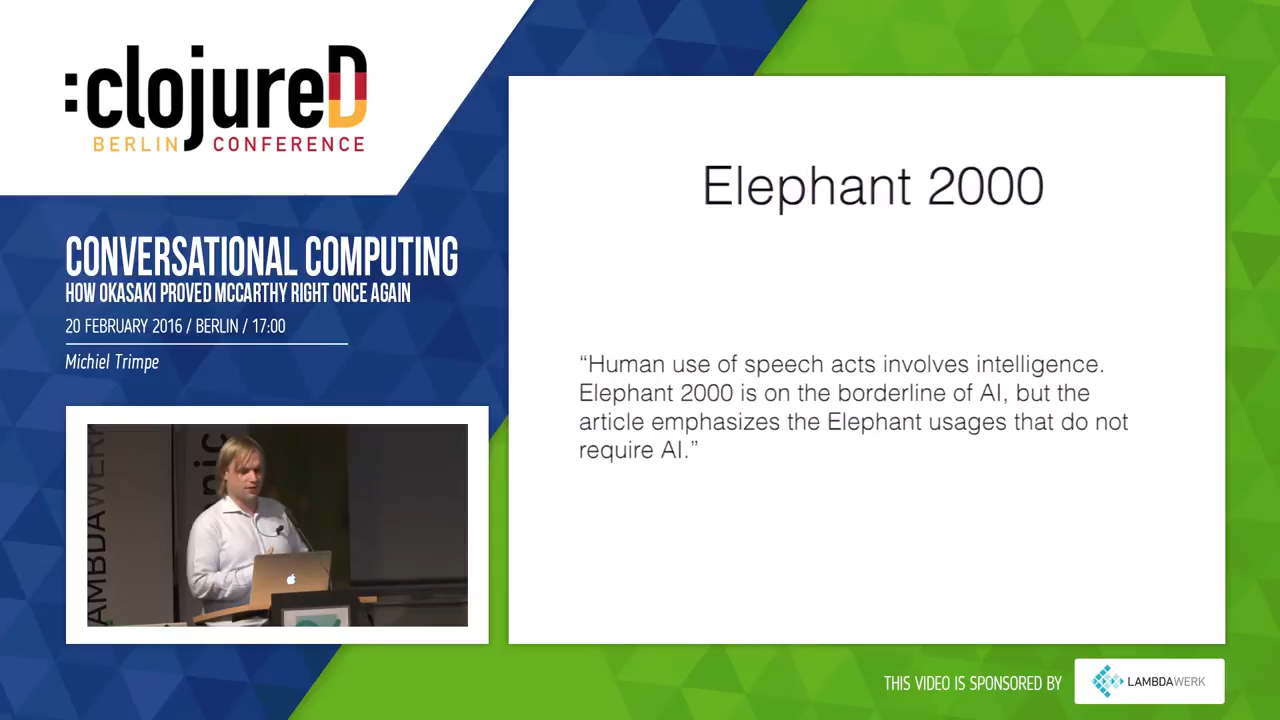 :clojureD
BERLIN CONFERENCE
CONVERSATIONAL COMPUTING
HOW OKASAKI PROVED MCCARTHY RIGHT ONCE AGAIN
20 FEBRUARY 2016 / BERLIN / 17:00
Michiel Trimpe
AMBDAWERK
nic
Elephant 2000
“Human use of speech acts involves intelligence.
Elephant 2000 is on the borderline of AI, but the
article emphasizes the Elephant usages that do not
require AI.”
THIS VIDEO IS SPONSORED BY
LAMBDAWERK